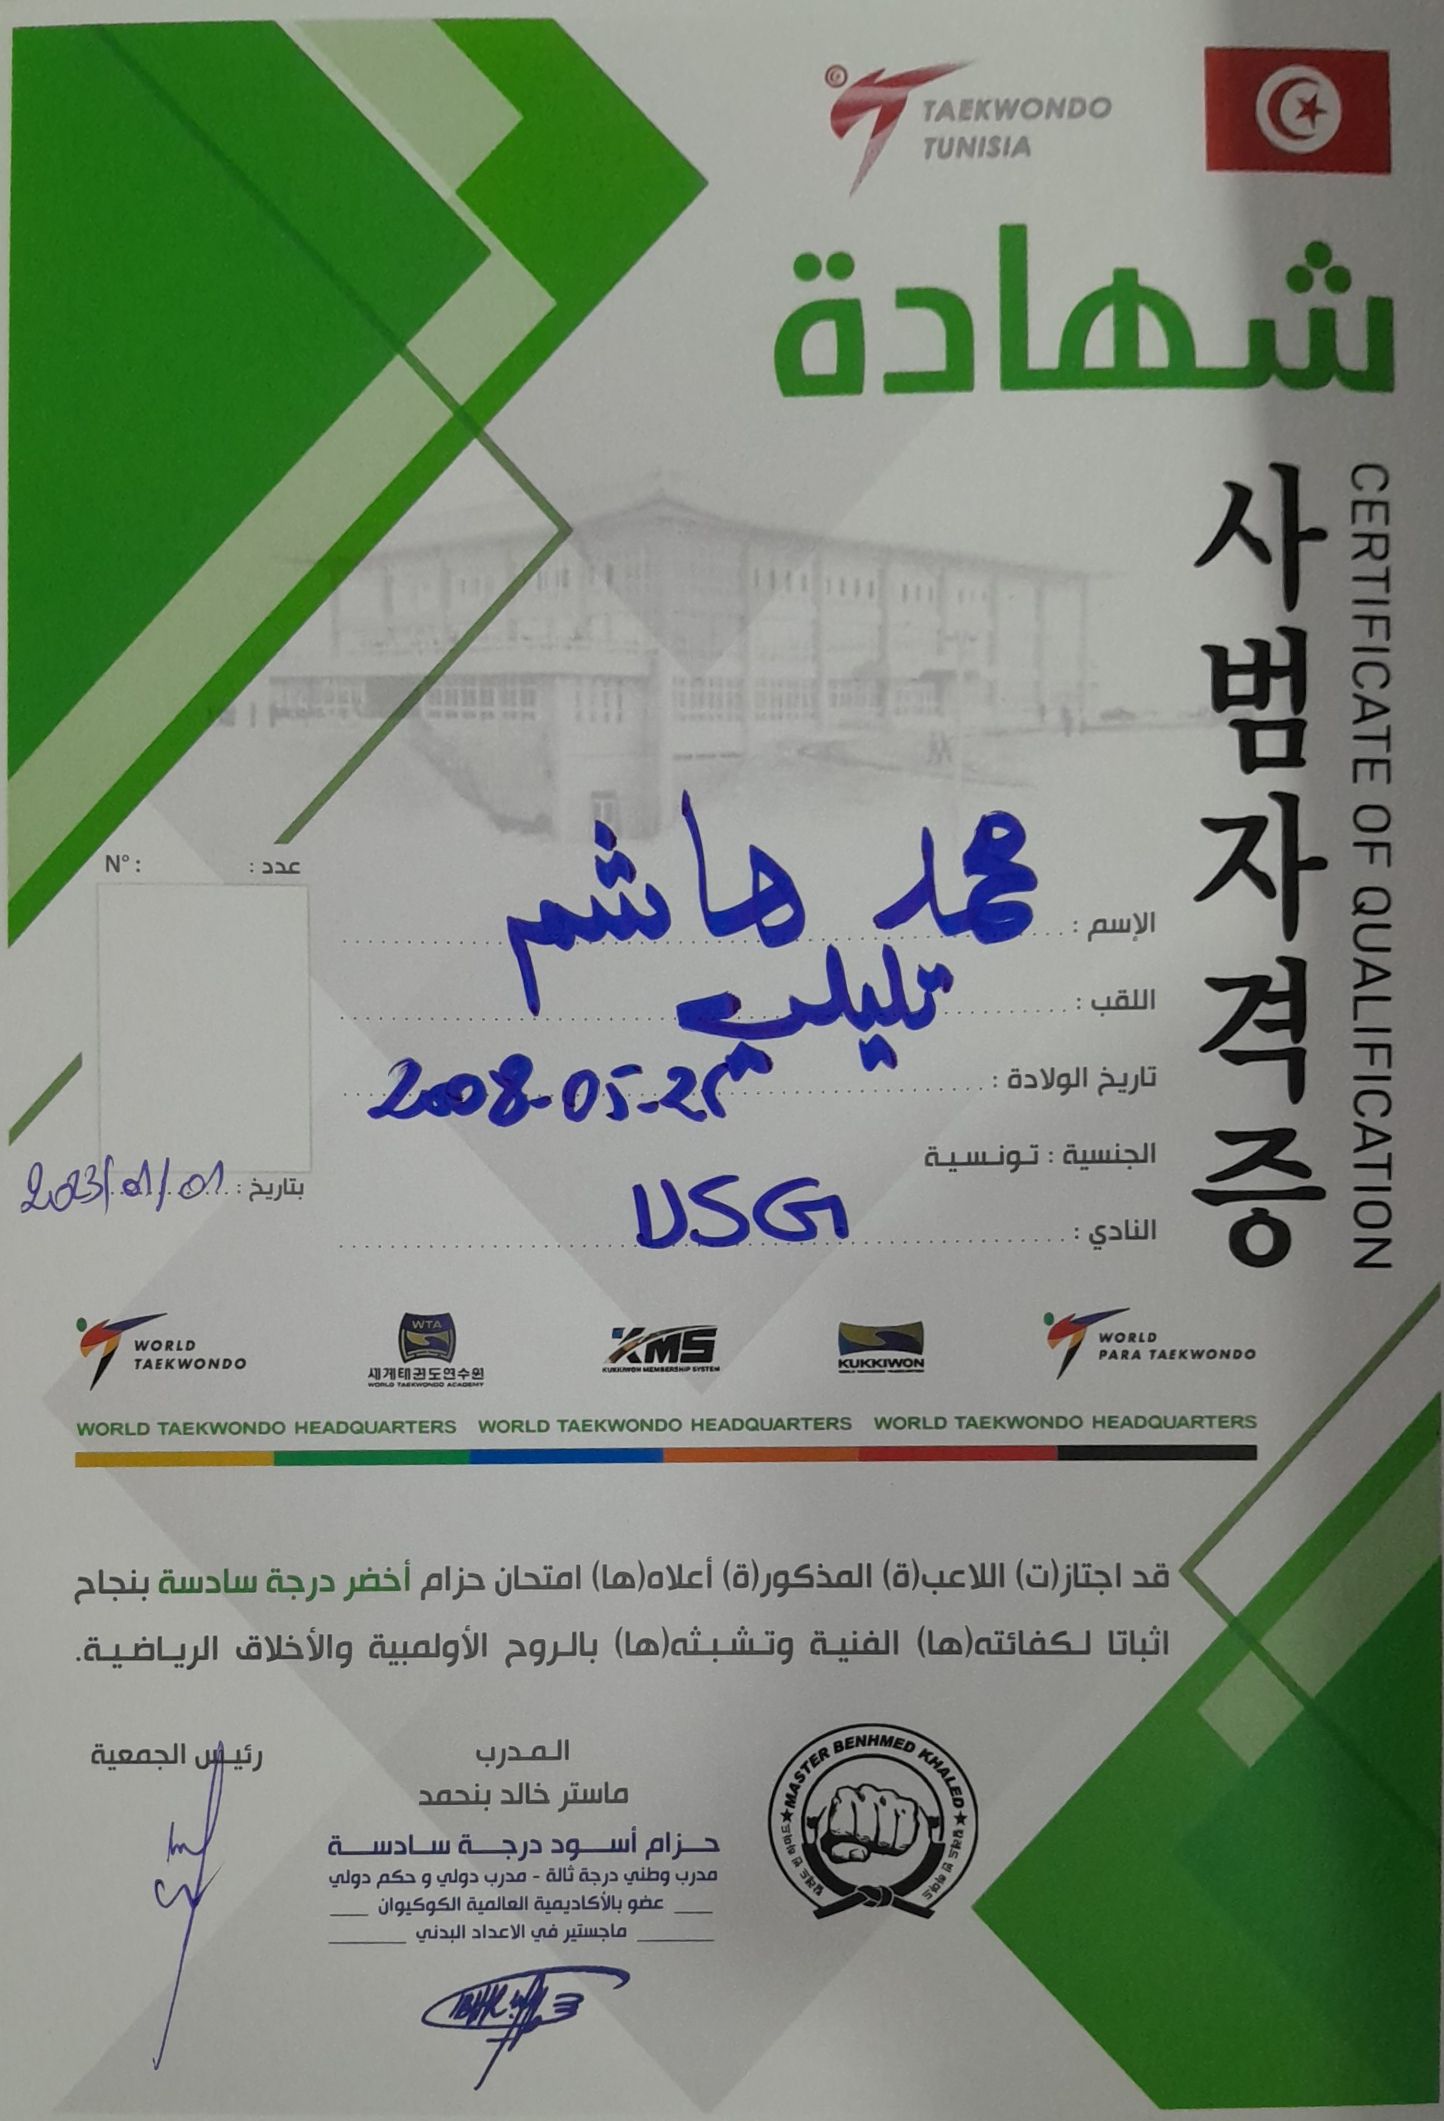 TAEKWONDO
TUNISIA
شهادة
사범자격증
CERTIFICATE OF QUALIFICATION
N° :
عدد :
الإسم : محمد هاشم
اللقب : تليلي
تاريخ الولادة : 2008-05-
الجنسية : تونسية
بتاريخ : 2023/01/01
النادي : USG
WORLD
TAEKWONDO
WTA
세계태권도연수원
WORLD TAEKWONDO ACADEMY
KMS
KUKKIWON MEMBERSHIP SYSTEM
KUKKIWON
WORLD TAEKWONDO HEADQUARTERS
WORLD
PARA TAEKWONDO
WORLD TAEKWONDO HEADQUARTERS WORLD TAEKWONDO HEADQUARTERS WORLD TAEKWONDO HEADQUARTERS
قد اجتاز(ت) اللاعب(ة) المذكور(ة) أعلاه(ها) امتحان حزام أخضر درجة سادسة بنجاح
اثباتا لكفائته(ها) الفنية وتشبثه(ها) بالروح الأولمبية والأخلاق الرياضية.
رئيس الجمعية
المدرب
ماستر خالد بنحمد
حزام أسود درجة سادسة
مدرب وطني درجة ثالة - مدرب دولي و حكم دولي
عضو بالأكاديمية العالمية الكوكيوان
ماجستير في الاعداد البدني
MASTER BENHMED KHALED